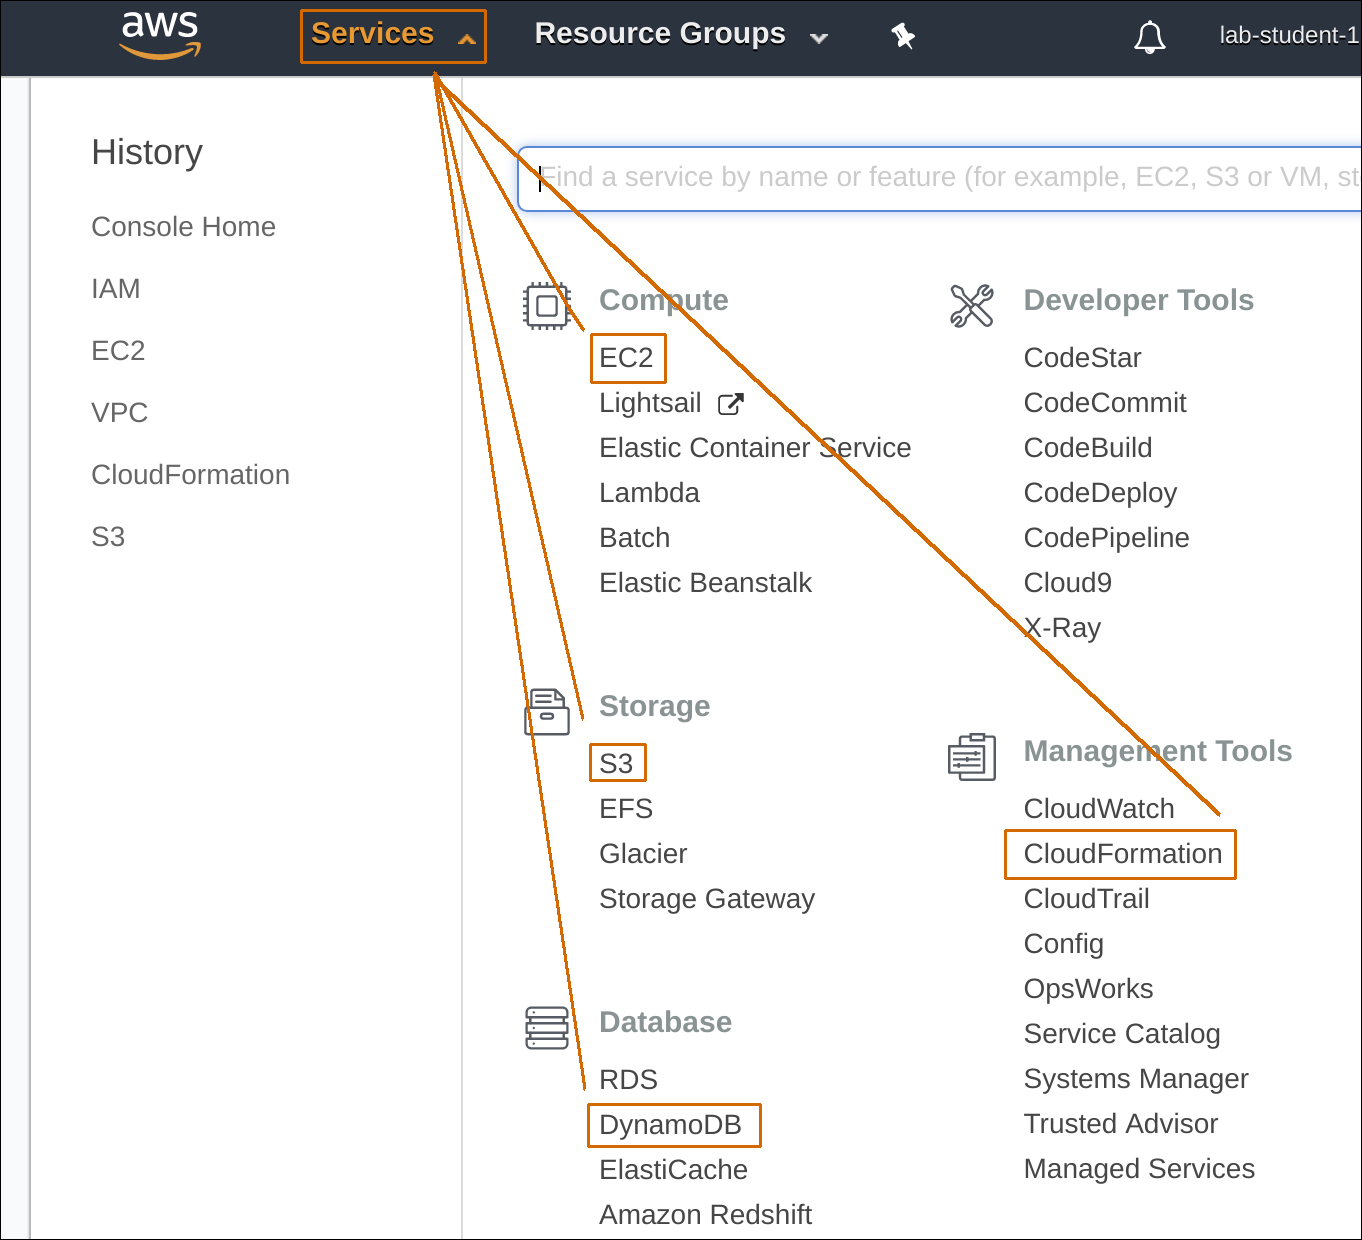 aws
Services
Resource Groups
lab-student-1
History
Console Home
IAM
EC2
VPC
CloudFormation
S3
Find a service by name or feature (for example, EC2, S3 or VM, st
Compute
EC2
Lightsail
Elastic Container Service
Lambda
Batch
Elastic Beanstalk
Storage
S3
EFS
Glacier
Storage Gateway
Database
RDS
DynamoDB
ElastiCache
Amazon Redshift
Developer Tools
CodeStar
CodeCommit
CodeBuild
CodeDeploy
CodePipeline
Cloud9
X-Ray
Management Tools
CloudWatch
CloudFormation
CloudTrail
Config
OpsWorks
Service Catalog
Systems Manager
Trusted Advisor
Managed Services